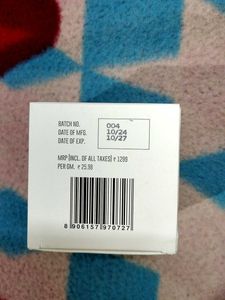 BATCH NO. 004
DATE OF MFG. 10/24
DATE OF EXP. 10/27
MRP (INCL. OF ALL TAXES) ₹ 1299
PER GM. ₹ 25.98
8 906157 970727